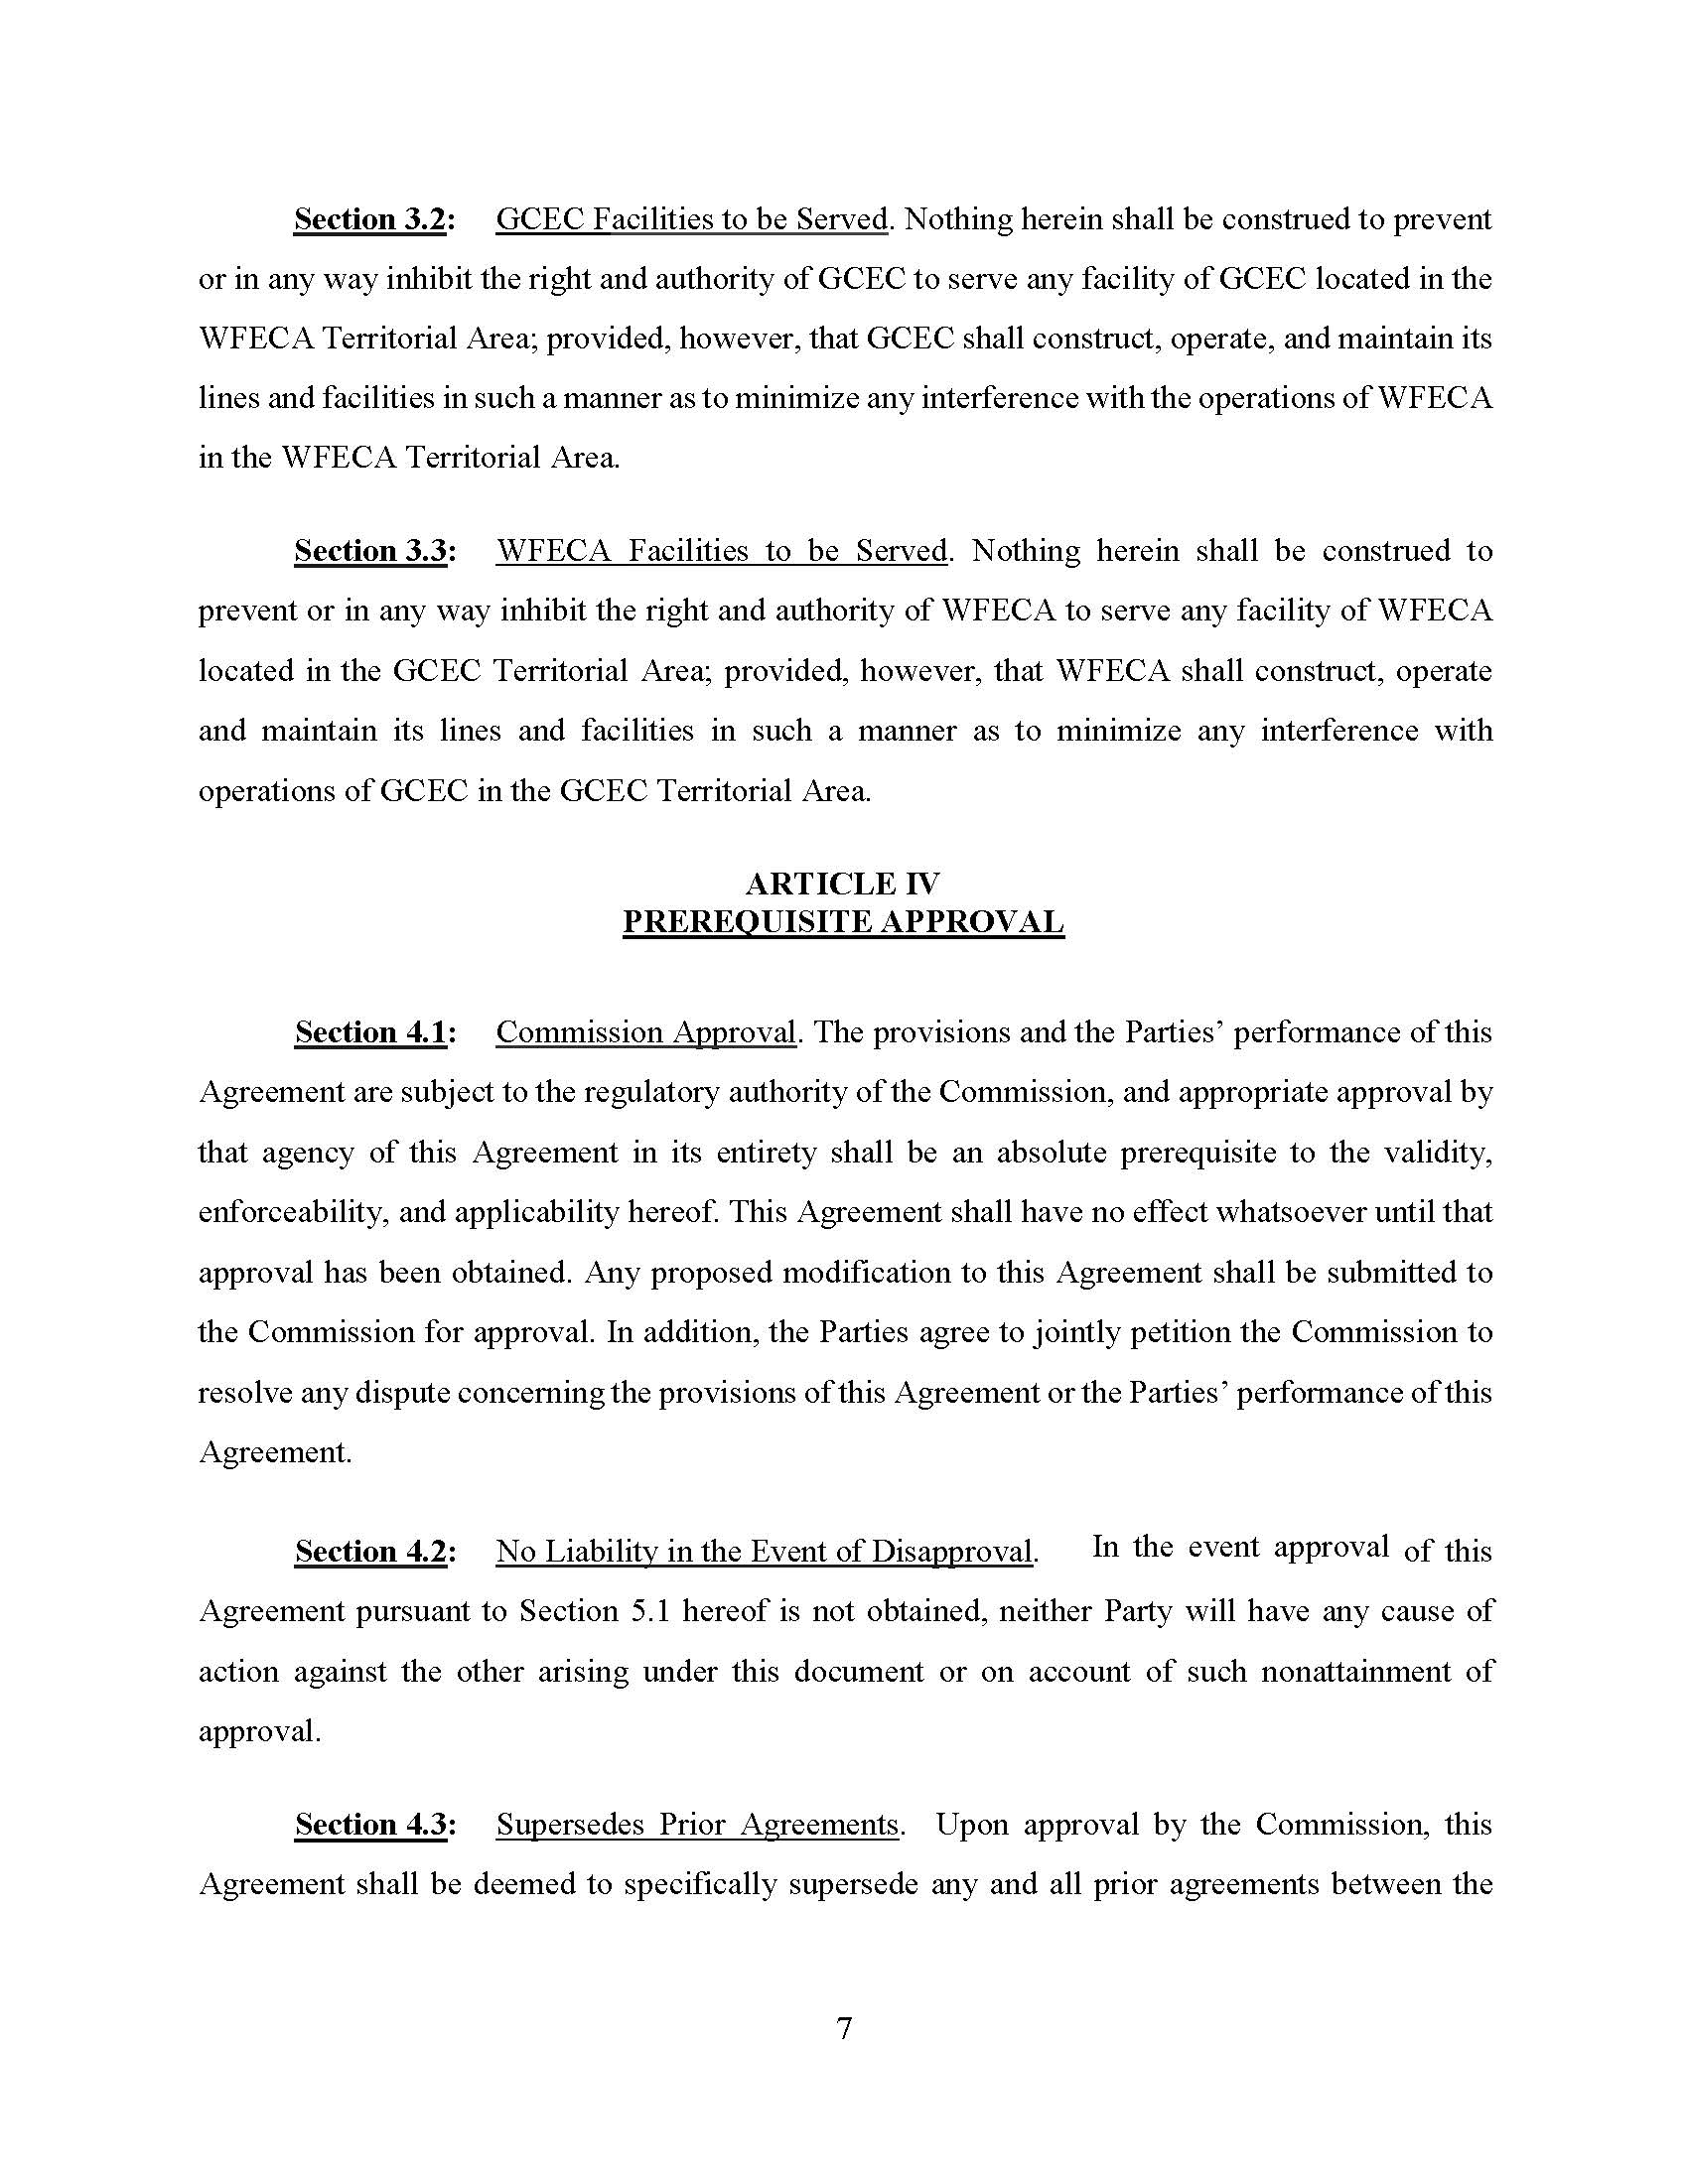 Section 3.2: GCEC Facilities to be Served. Nothing herein shall be construed to prevent
or in any way inhibit the right and authority of GCEC to serve any facility of GCEC located in the
WFECA Territorial Area; provided, however, that GCEC shall construct, operate, and maintain its
lines and facilities in such a manner as to minimize any interference with the operations of WFECA
in the WFECA Territorial Area.
Section 3.3: WFECA Facilities to be Served. Nothing herein shall be construed to
prevent or in any way inhibit the right and authority of WFECA to serve any facility of WFECA
located in the GCEC Territorial Area; provided, however, that WFECA shall construct, operate
and maintain its lines and facilities in such a manner as to minimize any interference with
operations of GCEC in the GCEC Territorial Area.
ARTICLE IV
PREREQUISITE APPROVAL
Section 4.1: Commission Approval. The provisions and the Parties’ performance of this
Agreement are subject to the regulatory authority of the Commission, and appropriate approval by
that agency of this Agreement in its entirety shall be an absolute prerequisite to the validity,
enforceability, and applicability hereof. This Agreement shall have no effect whatsoever until that
approval has been obtained. Any proposed modification to this Agreement shall be submitted to
the Commission for approval. In addition, the Parties agree to jointly petition the Commission to
resolve any dispute concerning the provisions of this Agreement or the Parties’ performance of this
Agreement.
Section 4.2: No Liability in the Event of Disapproval. In the event approval of this
Agreement pursuant to Section 5.1 hereof is not obtained, neither Party will have any cause of
action against the other arising under this document or on account of such nonattainment of
approval.
Section 4.3: Supersedes Prior Agreements. Upon approval by the Commission, this
Agreement shall be deemed to specifically supersede any and all prior agreements between the
7